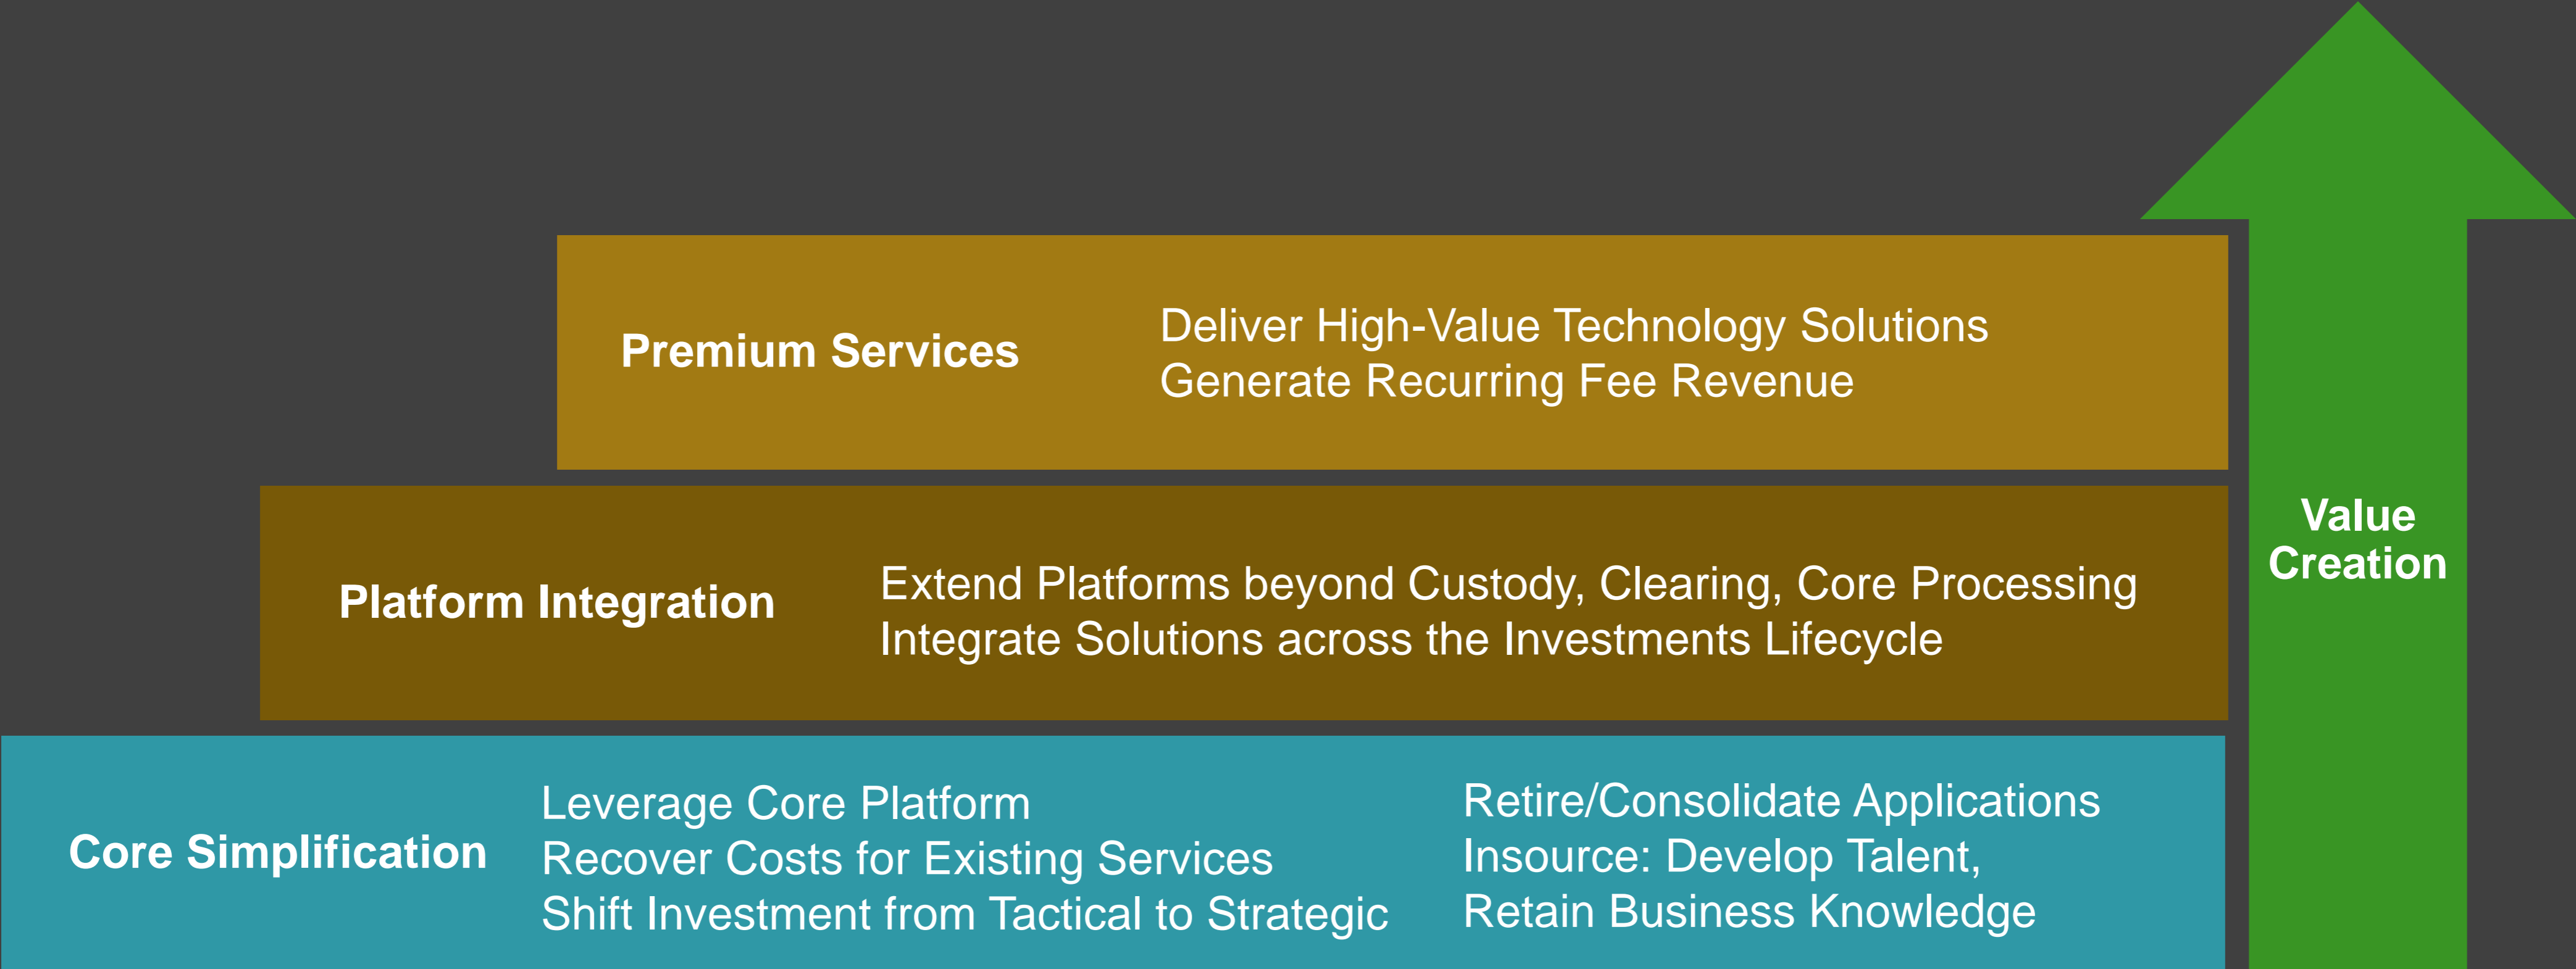 Premium Services
Deliver High-Value Technology Solutions
Generate Recurring Fee Revenue
Platform Integration
Extend Platforms beyond Custody, Clearing, Core Processing
Integrate Solutions across the Investments Lifecycle
Core Simplification
Leverage Core Platform
Recover Costs for Existing Services
Shift Investment from Tactical to Strategic
Retire/Consolidate Applications
Insource: Develop Talent,
Retain Business Knowledge
Value
Creation